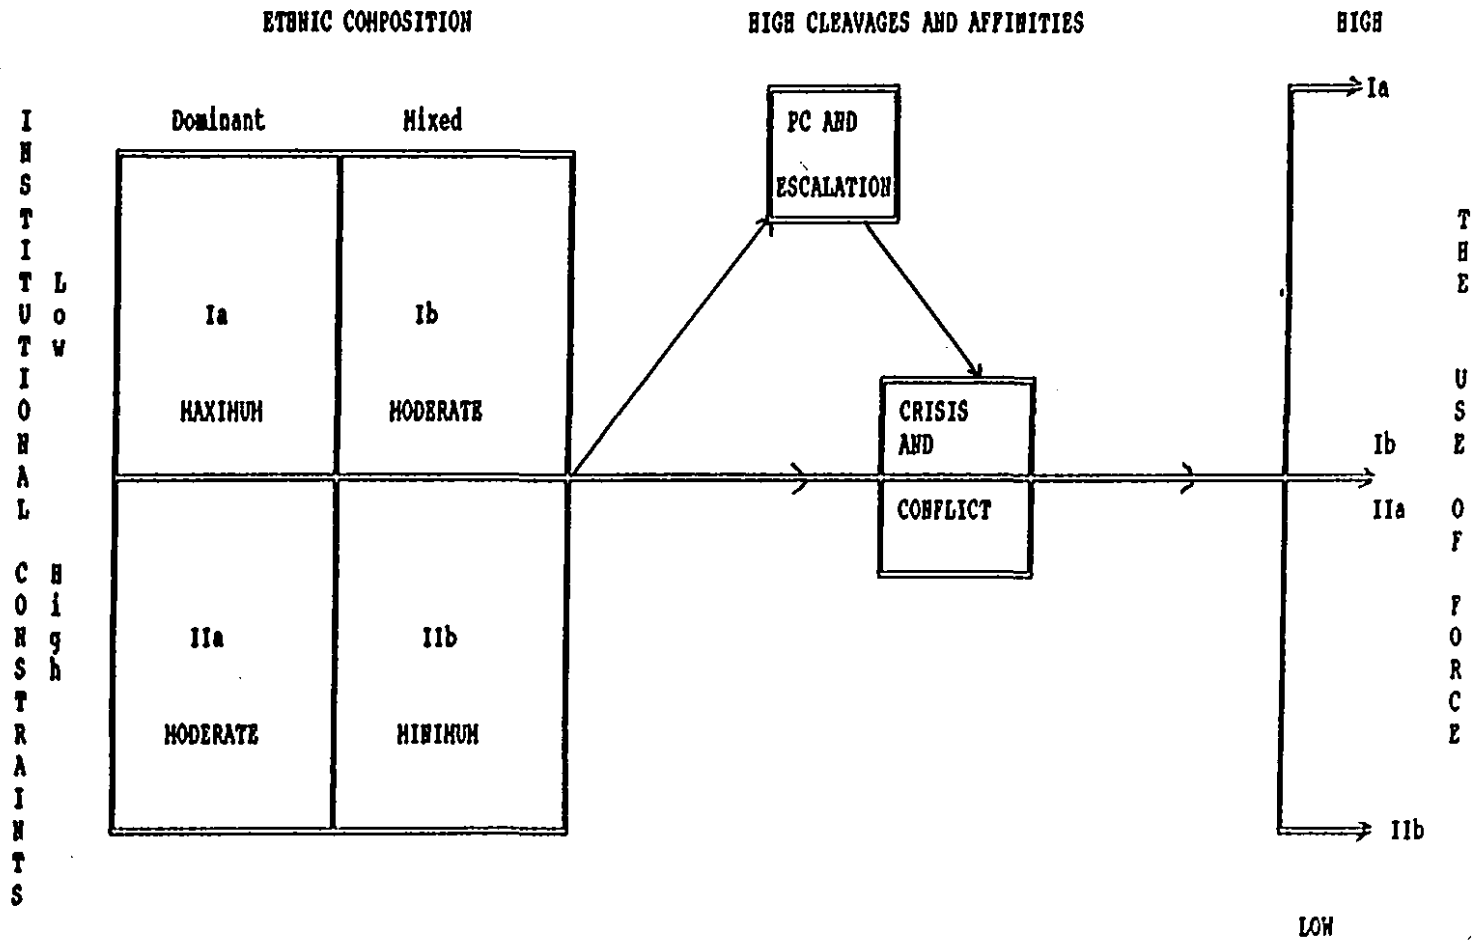 ETHNIC COMPOSITION
HIGH CLEAVAGES AND AFFINITIES
HIGH
INSTITUTIONAL CONSTRAINTS
Low
High
Dominant
Mixed
Ia
MAXIMUM
Ib
MODERATE
IIa
MODERATE
IIb
MINIMUM
PC AND
ESCALATION
CRISIS
AND
CONFLICT
Ia
Ib
IIa
IIb
THE USE OF FORCE
LOW